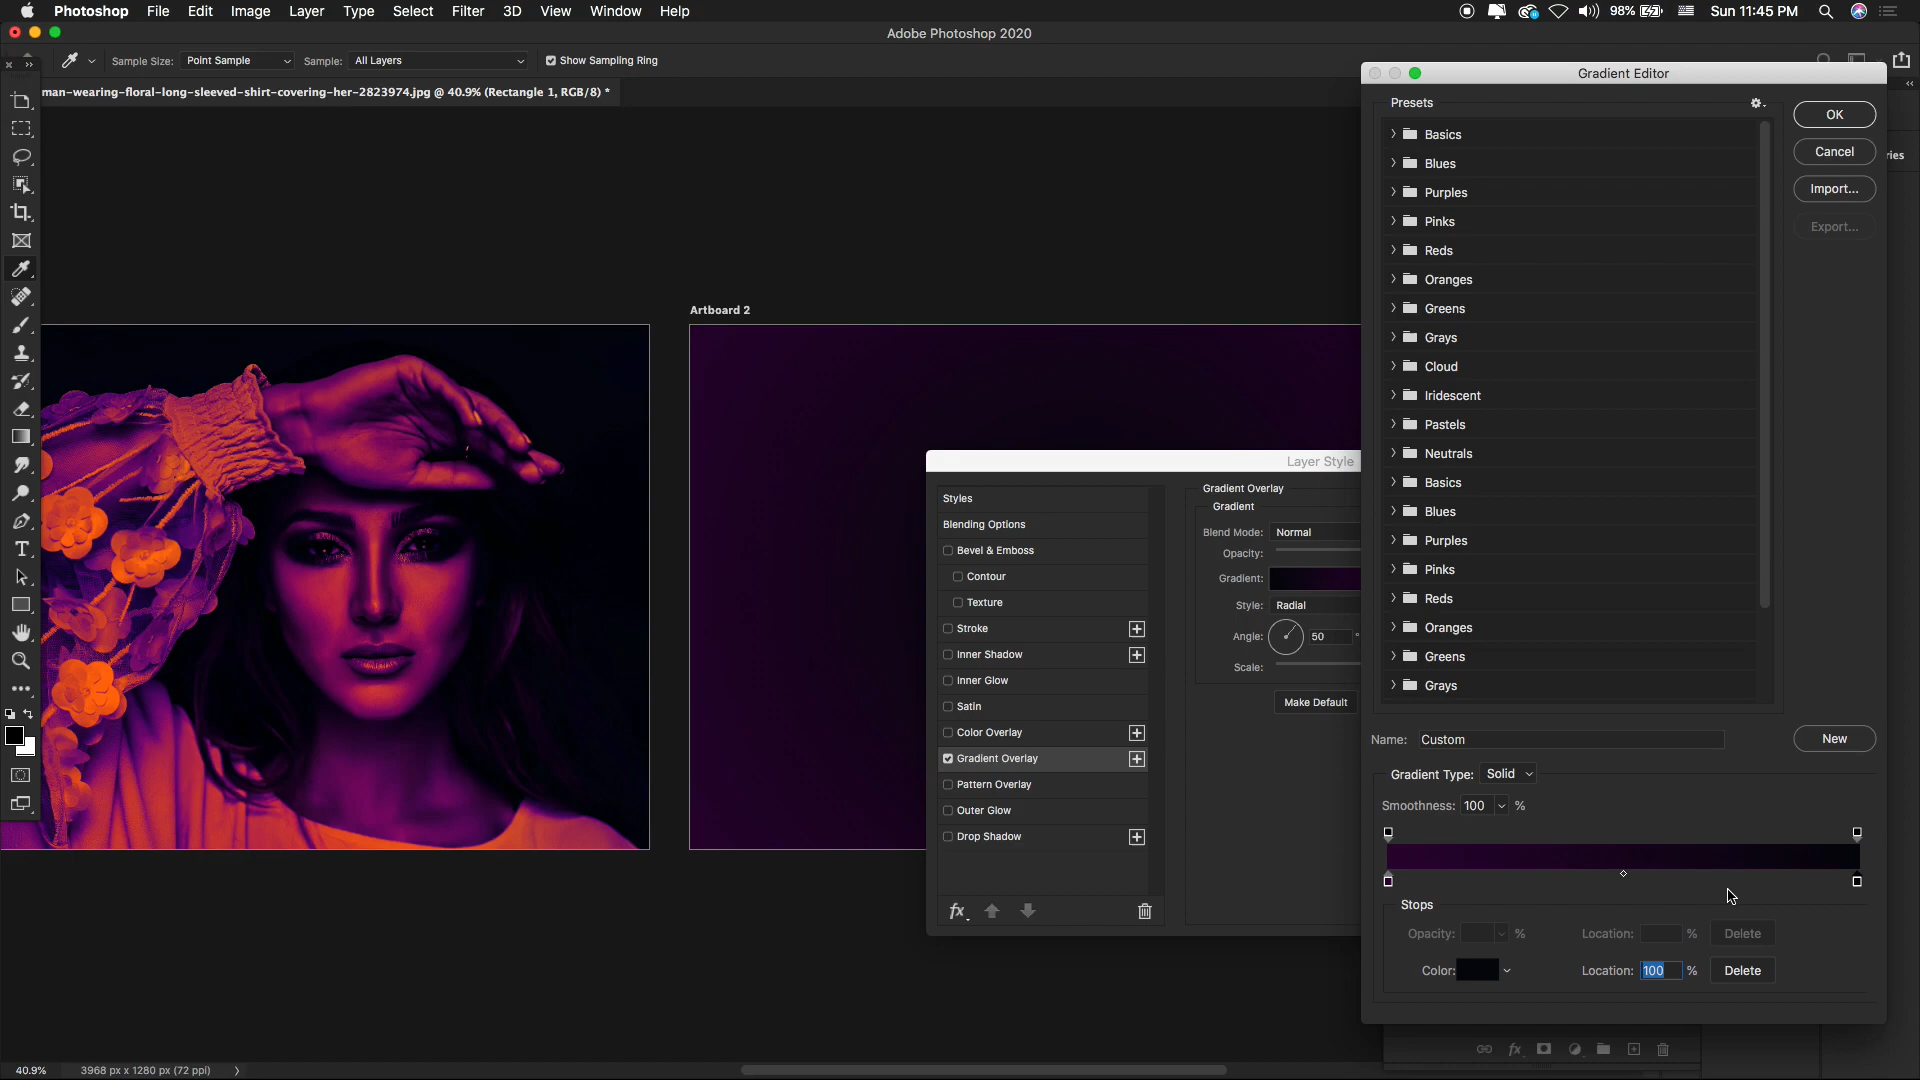 Photoshop File Edit Image Layer Type Select Filter 3D View Window Help 98% Sun 11:45 PM
Adobe Photoshop 2020
Sample Size: Point Sample Sample: All Layers Show Sampling Ring
man-wearing-floral-long-sleeved-shirt-covering-her-2823974.jpg @ 40.9% (Rectangle 1, RGB/8) *
Artboard 2
Layer Style
Styles
Blending Options
Bevel & Emboss
Contour
Texture
Stroke
Inner Shadow
Inner Glow
Satin
Color Overlay
Gradient Overlay
Pattern Overlay
Outer Glow
Drop Shadow
fx
Gradient Overlay
Gradient
Blend Mode: Normal
Opacity:
Gradient:
Style: Radial
Angle: 50 °
Scale:
Make Default
Gradient Editor
Presets
Basics
Blues
Purples
Pinks
Reds
Oranges
Greens
Grays
Cloud
Iridescent
Pastels
Neutrals
Basics
Blues
Purples
Pinks
Reds
Oranges
Greens
Grays
OK
Cancel
Import...
Export...
ries
Name: Custom
New
Gradient Type: Solid
Smoothness: 100 %
Stops
Opacity: % Location: % Delete
Color: Location: 100 % Delete
fx
40.9% 3968 px x 1280 px (72 ppi)